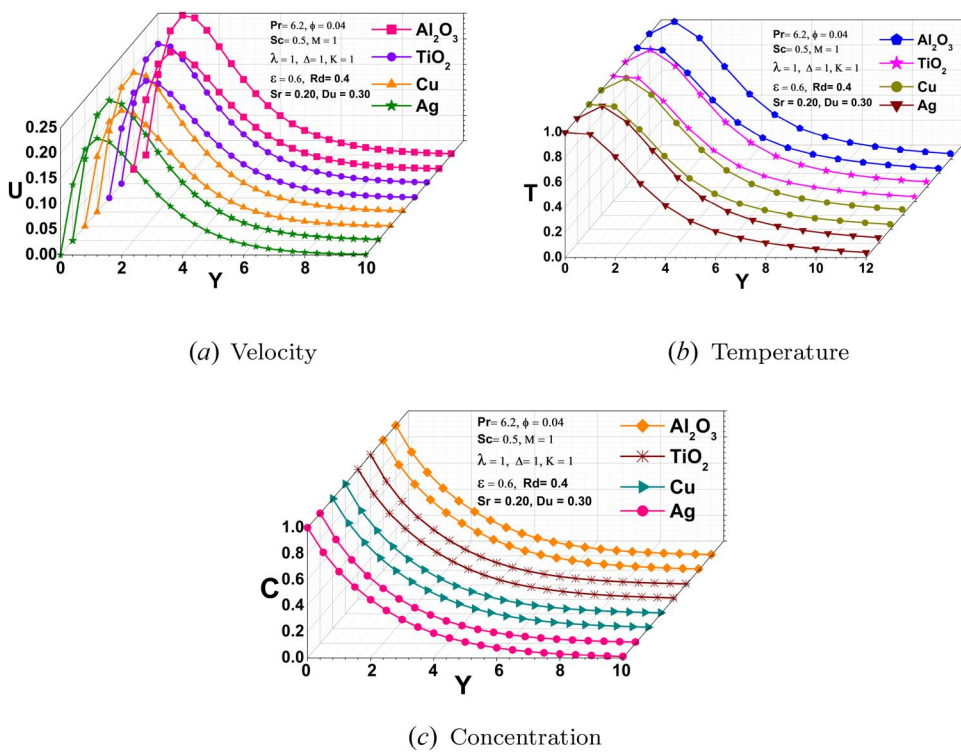 Pr= 6.2, ϕ = 0.04
Sc= 0.5, M = 1
λ = 1, Δ= 1, K = 1
ε = 0.6, Rd= 0.4
Sr = 0.20, Du = 0.30
Al₂O₃
TiO₂
Cu
Ag
U
0.25
0.20
0.15
0.10
0.05
0.00
0 2 4 6 8 10
Y
(a) Velocity
Pr= 6.2, ϕ = 0.04
Sc= 0.5, M = 1
λ = 1, Δ= 1, K = 1
ε = 0.6, Rd= 0.4
Sr = 0.20, Du = 0.30
Al₂O₃
TiO₂
Cu
Ag
T
1.0
0.8
0.6
0.4
0.2
0.0
0 2 4 6 8 10 12
Y
(b) Temperature
Pr= 6.2, ϕ = 0.04
Sc= 0.5, M = 1
λ = 1, Δ= 1, K = 1
ε = 0.6, Rd= 0.4
Sr = 0.20, Du = 0.30
Al₂O₃
TiO₂
Cu
Ag
C
1.0
0.8
0.6
0.4
0.2
0.0
0 2 4 6 8 10
Y
(c) Concentration